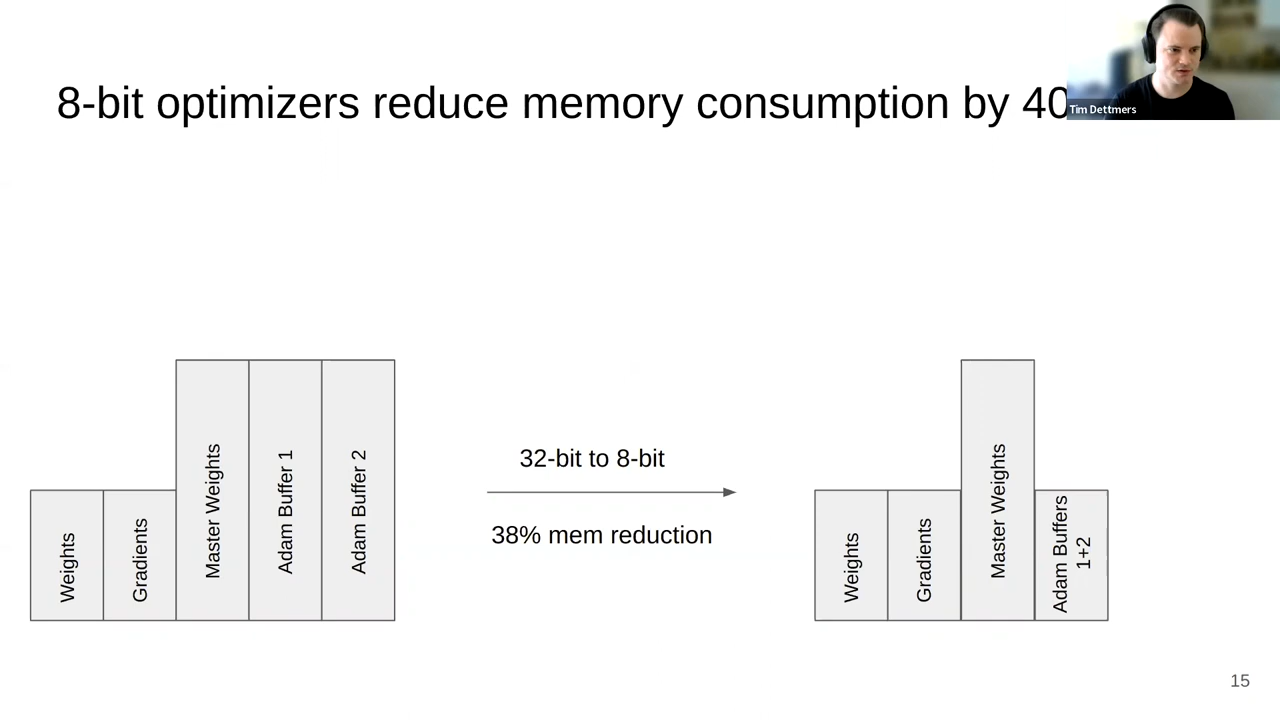 8-bit optimizers reduce memory consumption by 40
Tim Dettmers
Weights
Gradients
Master Weights
Adam Buffer 1
Adam Buffer 2
32-bit to 8-bit
38% mem reduction
Weights
Gradients
Master Weights
Adam Buffers
1+2
15